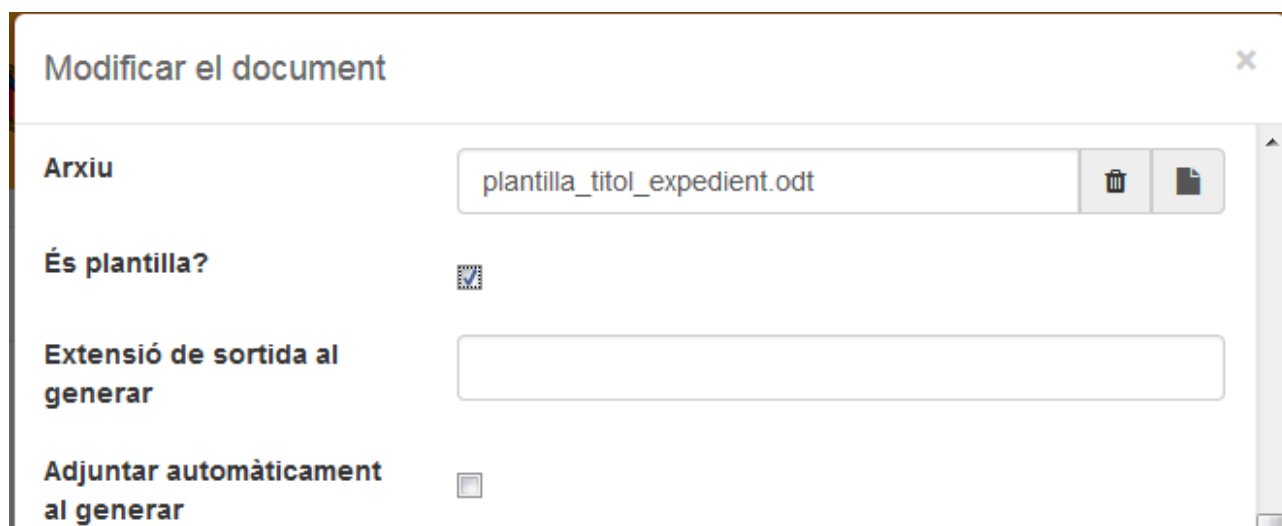 Modificar el document
×
Arxiu
plantilla_titol_expedient.odt
És plantilla?
Extensió de sortida al
generar
Adjuntar automàticament
al generar